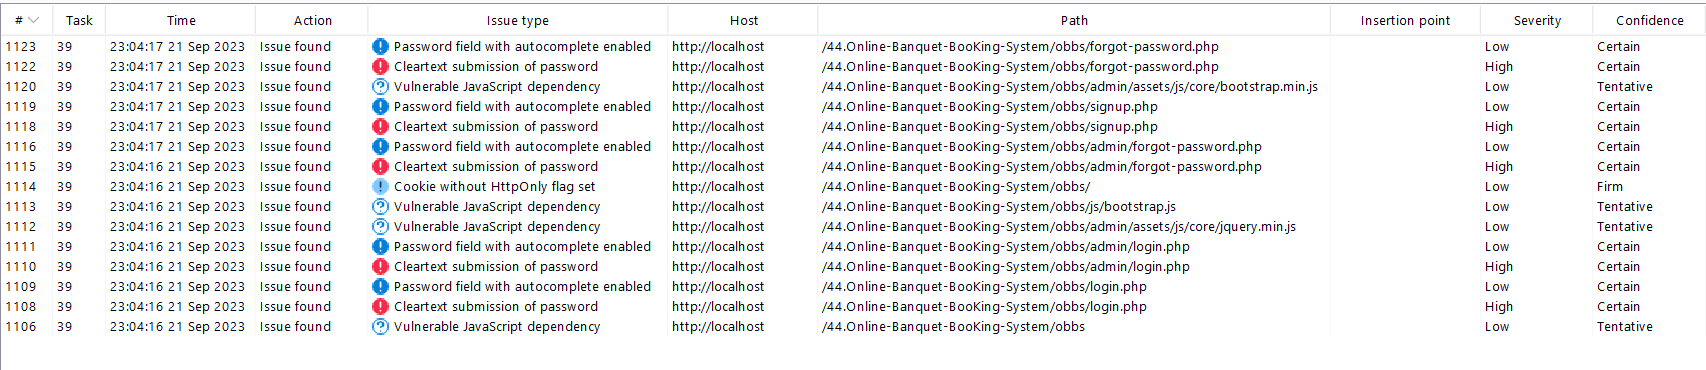 # Task Time Action Issue type Host Path Insertion point Severity Confidence
1123 39 23:04:17 21 Sep 2023 Issue found Password field with autocomplete enabled http://localhost /44.Online-Banquet-BooKing-System/obbs/forgot-password.php Low Certain
1122 39 23:04:17 21 Sep 2023 Issue found Cleartext submission of password http://localhost /44.Online-Banquet-BooKing-System/obbs/forgot-password.php High Certain
1120 39 23:04:17 21 Sep 2023 Issue found Vulnerable JavaScript dependency http://localhost /44.Online-Banquet-BooKing-System/obbs/admin/assets/js/core/bootstrap.min.js Low Tentative
1119 39 23:04:17 21 Sep 2023 Issue found Password field with autocomplete enabled http://localhost /44.Online-Banquet-BooKing-System/obbs/signup.php Low Certain
1118 39 23:04:17 21 Sep 2023 Issue found Cleartext submission of password http://localhost /44.Online-Banquet-BooKing-System/obbs/signup.php High Certain
1116 39 23:04:17 21 Sep 2023 Issue found Password field with autocomplete enabled http://localhost /44.Online-Banquet-BooKing-System/obbs/admin/forgot-password.php Low Certain
1115 39 23:04:16 21 Sep 2023 Issue found Cleartext submission of password http://localhost /44.Online-Banquet-BooKing-System/obbs/admin/forgot-password.php High Certain
1114 39 23:04:16 21 Sep 2023 Issue found Cookie without HttpOnly flag set http://localhost /44.Online-Banquet-BooKing-System/obbs/ Low Firm
1113 39 23:04:16 21 Sep 2023 Issue found Vulnerable JavaScript dependency http://localhost /44.Online-Banquet-BooKing-System/obbs/js/bootstrap.js Low Tentative
1112 39 23:04:16 21 Sep 2023 Issue found Vulnerable JavaScript dependency http://localhost /44.Online-Banquet-BooKing-System/obbs/admin/assets/js/core/jquery.min.js Low Tentative
1111 39 23:04:16 21 Sep 2023 Issue found Password field with autocomplete enabled http://localhost /44.Online-Banquet-BooKing-System/obbs/admin/login.php Low Certain
1110 39 23:04:16 21 Sep 2023 Issue found Cleartext submission of password http://localhost /44.Online-Banquet-BooKing-System/obbs/admin/login.php High Certain
1109 39 23:04:16 21 Sep 2023 Issue found Password field with autocomplete enabled http://localhost /44.Online-Banquet-BooKing-System/obbs/login.php Low Certain
1108 39 23:04:16 21 Sep 2023 Issue found Cleartext submission of password http://localhost /44.Online-Banquet-BooKing-System/obbs/login.php High Certain
1106 39 23:04:16 21 Sep 2023 Issue found Vulnerable JavaScript dependency http://localhost /44.Online-Banquet-BooKing-System/obbs Low Tentative